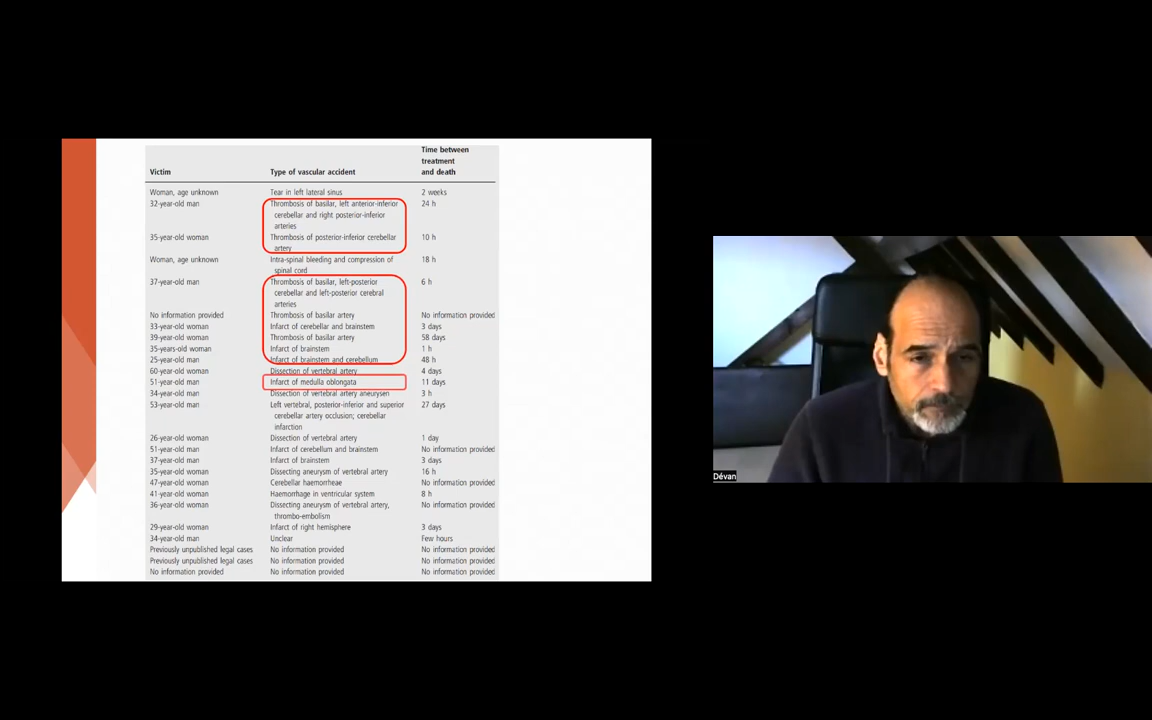 Time between
treatment
Victim Type of vascular accident and death
Woman, age unknown Tear in left lateral sinus 2 weeks
32-year-old man Thrombosis of basilar, left anterior-inferior 24 h
cerebellar and right posterior-inferior
arteries
35-year-old woman Thrombosis of posterior-inferior cerebellar 10 h
artery
Woman, age unknown Intra-spinal bleeding and compression of 18 h
spinal cord
37-year-old man Thrombosis of basilar, left-posterior 6 h
cerebellar and left-posterior cerebral
arteries
No information provided Thrombosis of basilar artery No information provided
33-year-old woman Infarct of cerebellar and brainstem 3 days
39-year-old woman Thrombosis of basilar artery 58 days
35-years-old woman Infarct of brainstem 1 h
25-year-old man Infarct of brainstem and cerebellum 48 h
60-year-old woman Dissection of vertebral artery 4 days
51-year-old man Infarct of medulla oblongata 11 days
34-year-old man Dissection of vertebral artery aneurysen 3 h
53-year-old man Left vertebral, posterior-inferior and superior 27 days
cerebellar artery occlusion; cerebellar
infarction
26-year-old woman Dissection of vertebral artery 1 day
51-year-old man Infarct of cerebellum and brainstem No information provided
37-year-old man Infarct of brainstem 3 days
35-year-old woman Dissecting aneurysm of vertebral artery 16 h
47-year-old woman Cerebellar haemorrheae No information provided
41-year-old woman Haemorrhage in ventricular system 8 h
36-year-old woman Dissecting aneurysm of vertebral artery, No information provided
thrombo-embolism
29-year-old woman Infarct of right hemisphere 3 days
34-year-old man Unclear Few hours
Previously unpublished legal cases No information provided No information provided
Previously unpublished legal cases No information provided No information provided
No information provided No information provided No information provided
Dévan